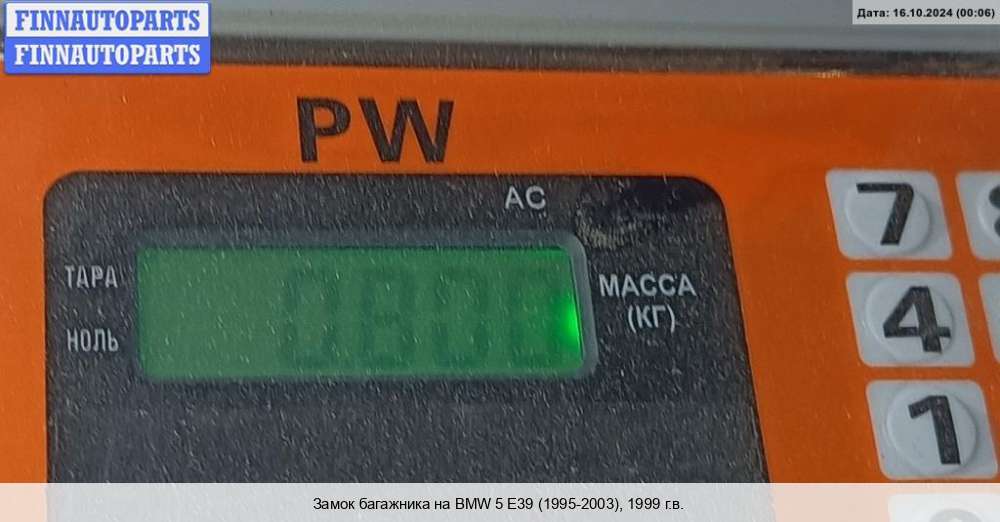 FINNAUTOPARTS
FINNAUTOPARTS
Дата: 16.10.2024 (00:06)
PW
AC
ТАРА
НОЛЬ
МАССА
(КГ)
7
4
1
Замок багажника на BMW 5 E39 (1995-2003), 1999 г.в.